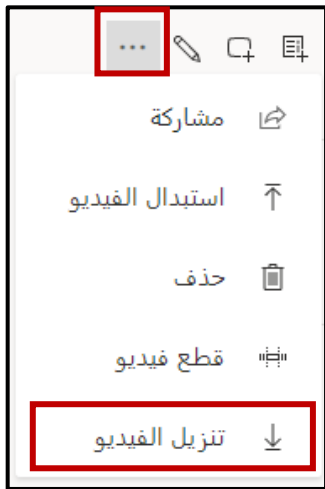 مشاركة
استبدال الفيديو
حذف
قطع فيديو
تنزيل الفيديو